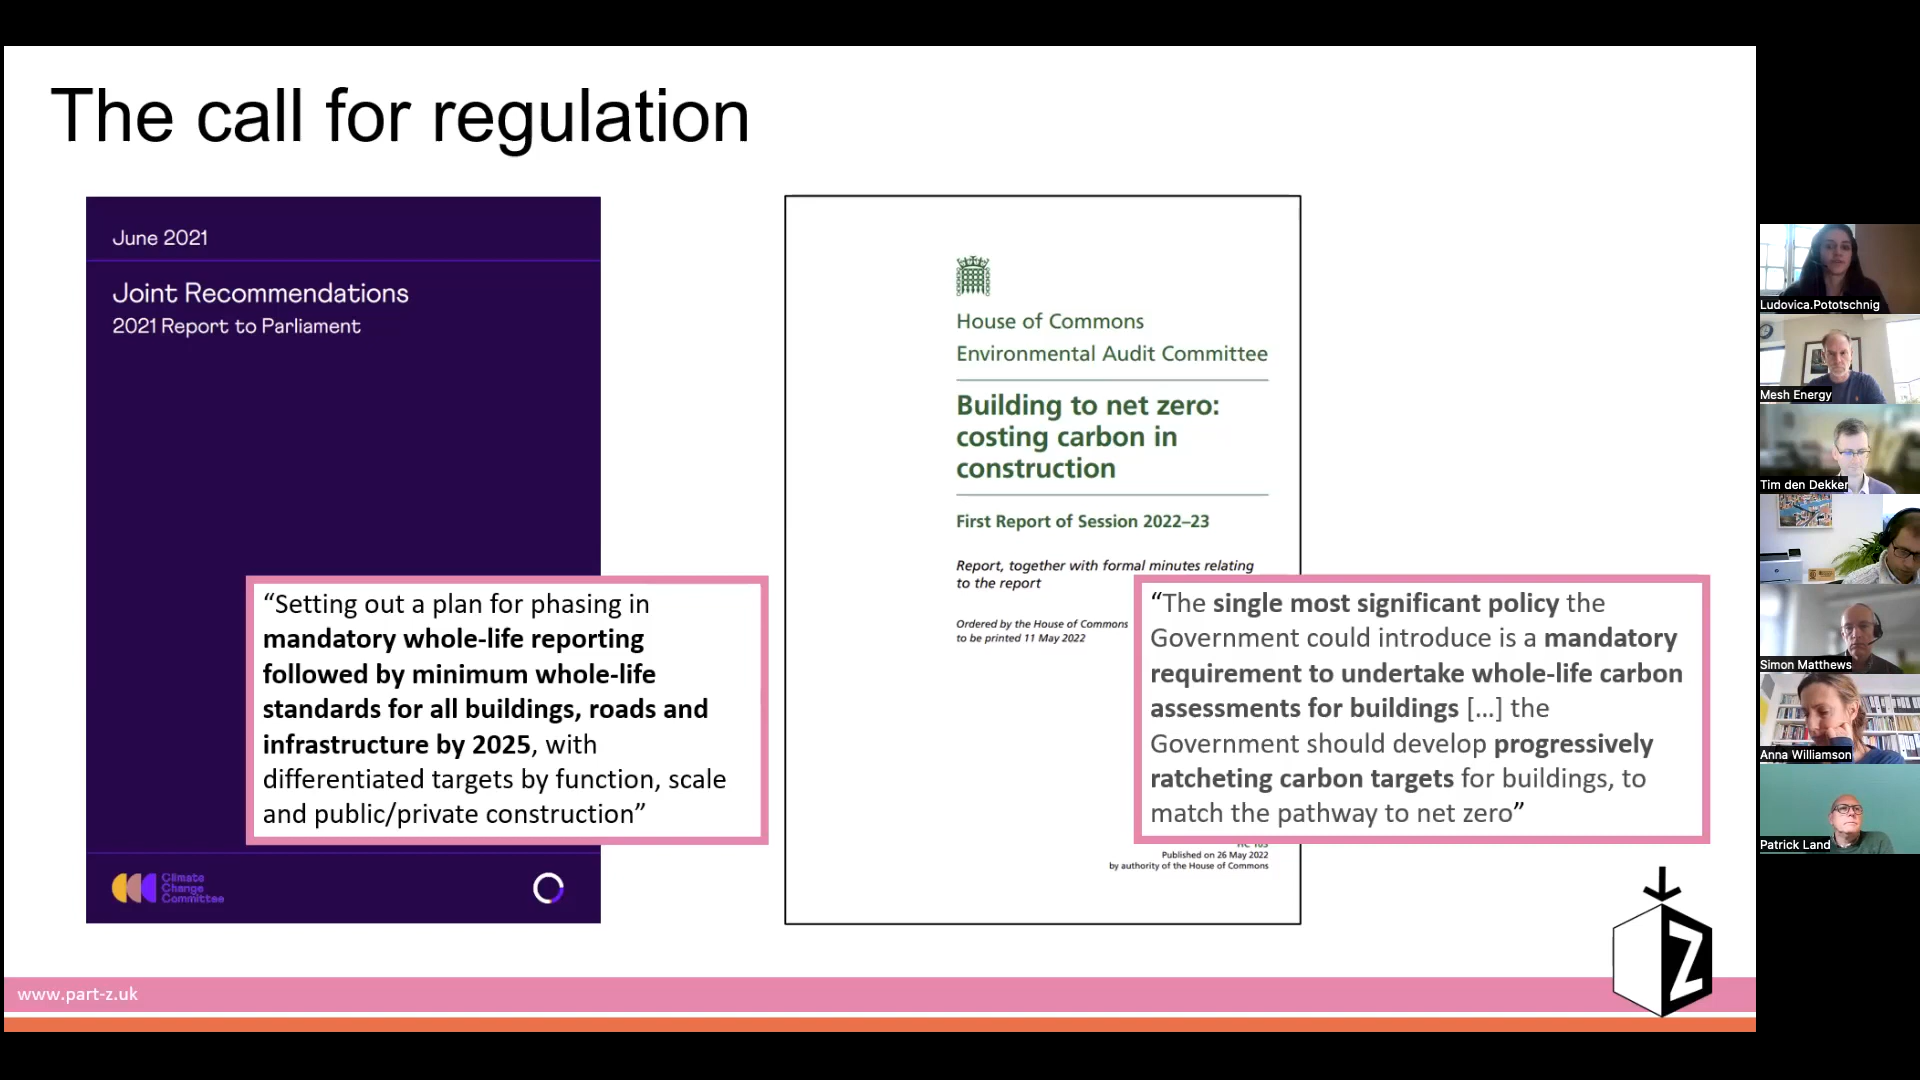 The call for regulation
June 2021
Joint Recommendations
2021 Report to Parliament
“Setting out a plan for phasing in
mandatory whole-life reporting
followed by minimum whole-life
standards for all buildings, roads and
infrastructure by 2025, with
differentiated targets by function, scale
and public/private construction”
Climate
Change
Committee
House of Commons
Environmental Audit Committee
Building to net zero:
costing carbon in
construction
First Report of Session 2022–23
Report, together with formal minutes relating
to the report
Ordered by the House of Commons
to be printed 11 May 2022
“The single most significant policy the
Government could introduce is a mandatory
requirement to undertake whole-life carbon
assessments for buildings [...] the
Government should develop progressively
ratcheting carbon targets for buildings, to
match the pathway to net zero”
Published on 26 May 2022
by authority of the House of Commons
www.part-z.uk
Z
Ludovica.Pototschnig
Mesh Energy
Tim den Dekker
Simon Matthews
Anna Williamson
Patrick Land